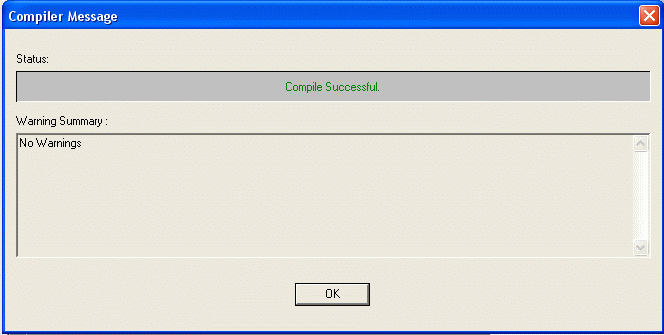 Compiler Message
Status:
Compile Successful.
Warning Summary :
No Warnings
OK